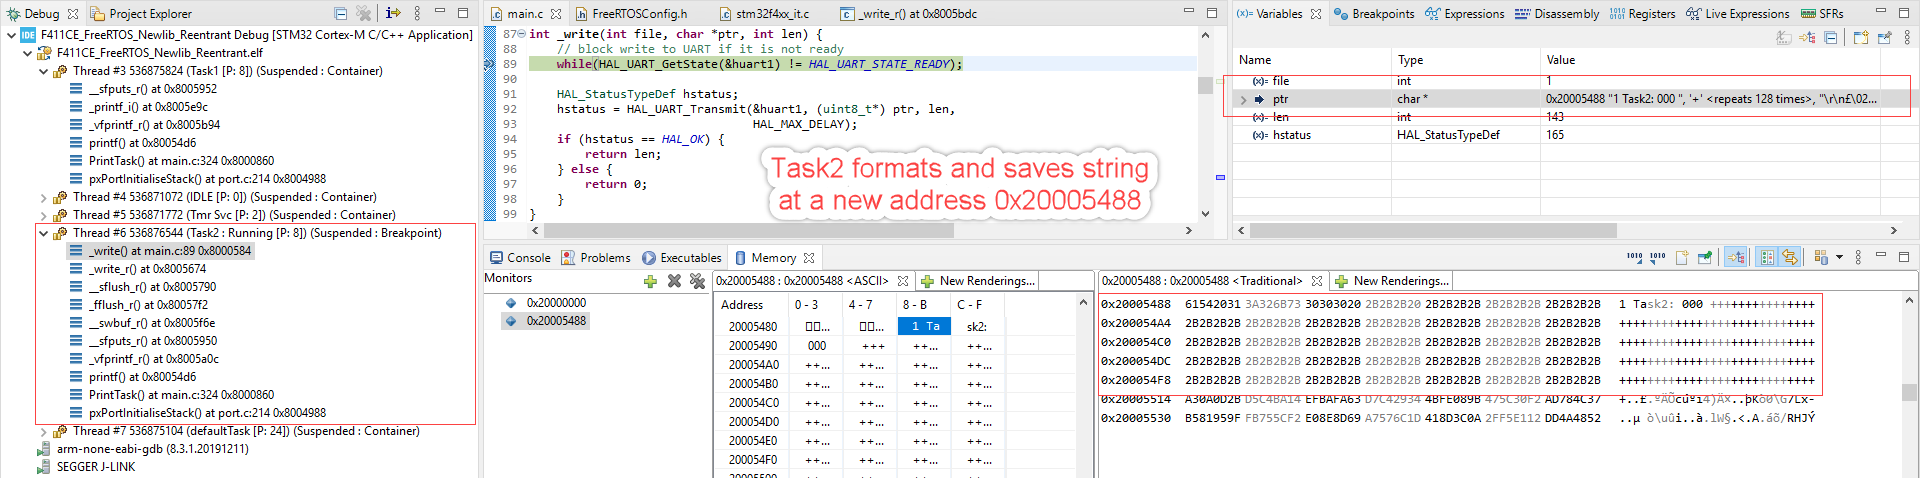 Debug
Project Explorer
F411CE_FreeRTOS_Newlib_Reentrant Debug [STM32 Cortex-M C/C++ Application]
F411CE_FreeRTOS_Newlib_Reentrant.elf
Thread #3 536875824 (Task1 [P: 8]) (Suspended : Container)
__sfputs_r() at 0x8005952
_printf_i() at 0x8005e9c
_vfprintf_r() at 0x8005b94
printf() at 0x80054d6
PrintTask() at main.c:324 0x8000860
pxPortInitialiseStack() at port.c:214 0x8004988
Thread #4 536871072 (IDLE [P: 0]) (Suspended : Container)
Thread #5 536871772 (Tmr Svc [P: 2]) (Suspended : Container)
Thread #6 536876544 (Task2 : Running [P: 8]) (Suspended : Breakpoint)
_write() at main.c:89 0x8000584
_write_r() at 0x8005674
__sflush_r() at 0x8005790
_fflush_r() at 0x80057f2
__swbuf_r() at 0x8005f6e
__sfputs_r() at 0x8005950
_vfprintf_r() at 0x8005a0c
printf() at 0x80054d6
PrintTask() at main.c:324 0x8000860
pxPortInitialiseStack() at port.c:214 0x8004988
Thread #7 536875104 (defaultTask [P: 24]) (Suspended : Container)
arm-none-eabi-gdb (8.3.1.20191211)
SEGGER J-LINK
main.c
FreeRTOSConfig.h
stm32f4xx_it.c
_write_r() at 0x8005bdc
87 int _write(int file, char *ptr, int len) {
88 // block write to UART if it is not ready
89 while(HAL_UART_GetState(&huart1) != HAL_UART_STATE_READY);
90
91 HAL_StatusTypeDef hstatus;
92 hstatus = HAL_UART_Transmit(&huart1, (uint8_t*) ptr, len,
93 HAL_MAX_DELAY);
94 if (hstatus == HAL_OK) {
95 return len;
96 } else {
97 return 0;
98 }
99 }
Task2 formats and saves string
at a new address 0x20005488
Variables
Breakpoints
Expressions
Disassembly
Registers
Live Expressions
SFRs
Name Type Value
file int 1
ptr char * 0x20005488 "1 Task2: 000 ", '+' <repeats 128 times>, "\r\n£\02...
len int 143
hstatus HAL_StatusTypeDef 165
Console
Problems
Executables
Memory
Monitors
0x20000000
0x20005488
0x20005488 : 0x20005488 <ASCII>
New Renderings...
Address 0 - 3 4 - 7 8 - B C - F
20005480 1 Ta sk2:
20005490 000 +++ ++... ++...
200054A0 ++... ++... ++... ++...
200054B0 ++... ++... ++... ++...
200054C0 ++... ++... ++... ++...
200054D0 ++... ++... ++... ++...
200054E0 ++... ++... ++... ++...
200054F0 ++... ++... ++... ++...
0x20005488 : 0x20005488 <Traditional>
New Renderings...
0x20005488 61542031 3A326B73 30303020 2B2B2B20 2B2B2B2B 2B2B2B2B 2B2B2B2B 1 Task2: 000 +++++++++++++++
0x200054A4 2B2B2B2B 2B2B2B2B 2B2B2B2B 2B2B2B2B 2B2B2B2B 2B2B2B2B 2B2B2B2B ++++++++++++++++++++++++++++
0x200054C0 2B2B2B2B 2B2B2B2B 2B2B2B2B 2B2B2B2B 2B2B2B2B 2B2B2B2B 2B2B2B2B ++++++++++++++++++++++++++++
0x200054DC 2B2B2B2B 2B2B2B2B 2B2B2B2B 2B2B2B2B 2B2B2B2B 2B2B2B2B 2B2B2B2B ++++++++++++++++++++++++++++
0x200054F8 2B2B2B2B 2B2B2B2B 2B2B2B2B 2B2B2B2B 2B2B2B2B 2B2B2B2B 2B2B2B2B ++++++++++++++++++++++++++++
0x20005514 A30A0D2B D5C4BA14 EFBAFA63 D7C42934 4BFE089B 475C30F2 AD784C37
0x20005530 B581959F FB755CF2 E08E8D69 A7576C1D 418D3C0A 2FF5E112 DD4A4852